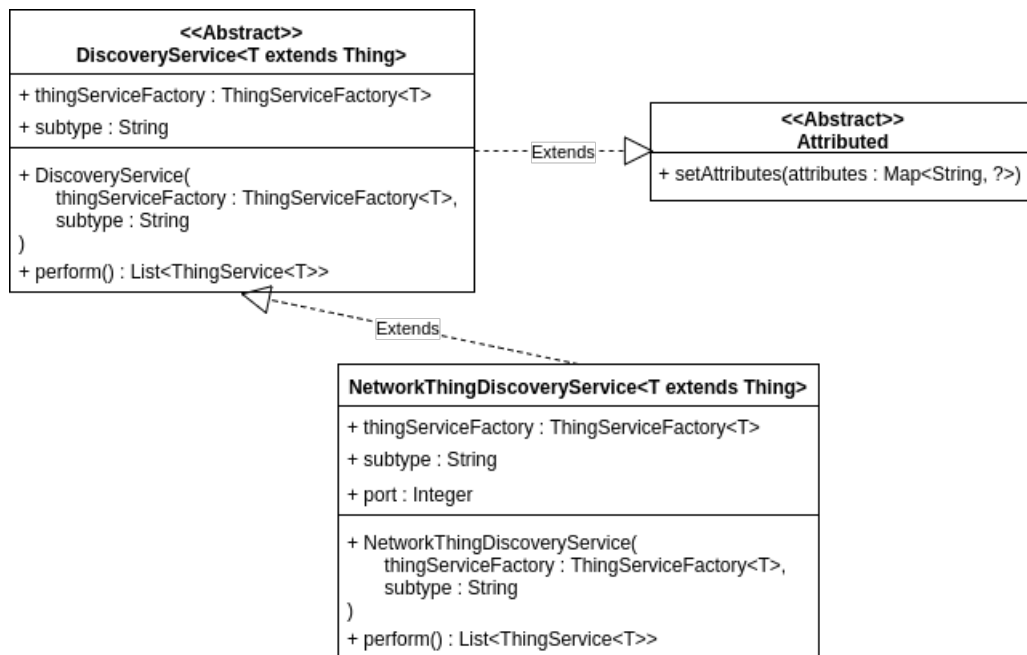 <<Abstract>>
DiscoveryService<T extends Thing>
+ thingServiceFactory : ThingServiceFactory<T>
+ subtype : String
+ DiscoveryService(
thingServiceFactory : ThingServiceFactory<T>,
subtype : String
)
+ perform() : List<ThingService<T>>
Extends
<<Abstract>>
Attributed
+ setAttributes(attributes : Map<String, ?>)
Extends
NetworkThingDiscoveryService<T extends Thing>
+ thingServiceFactory : ThingServiceFactory<T>
+ subtype : String
+ port : Integer
+ NetworkThingDiscoveryService(
thingServiceFactory : ThingServiceFactory<T>,
subtype : String
)
+ perform() : List<ThingService<T>>